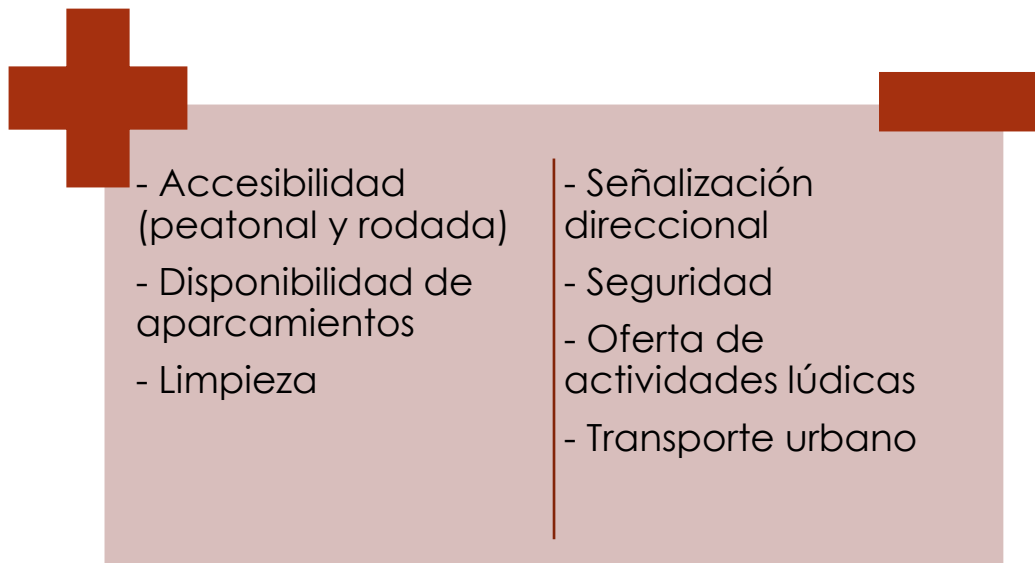 - Accesibilidad
(peatonal y rodada)
- Disponibilidad de
aparcamientos
- Limpieza
- Señalización
direccional
- Seguridad
- Oferta de
actividades lúdicas
- Transporte urbano